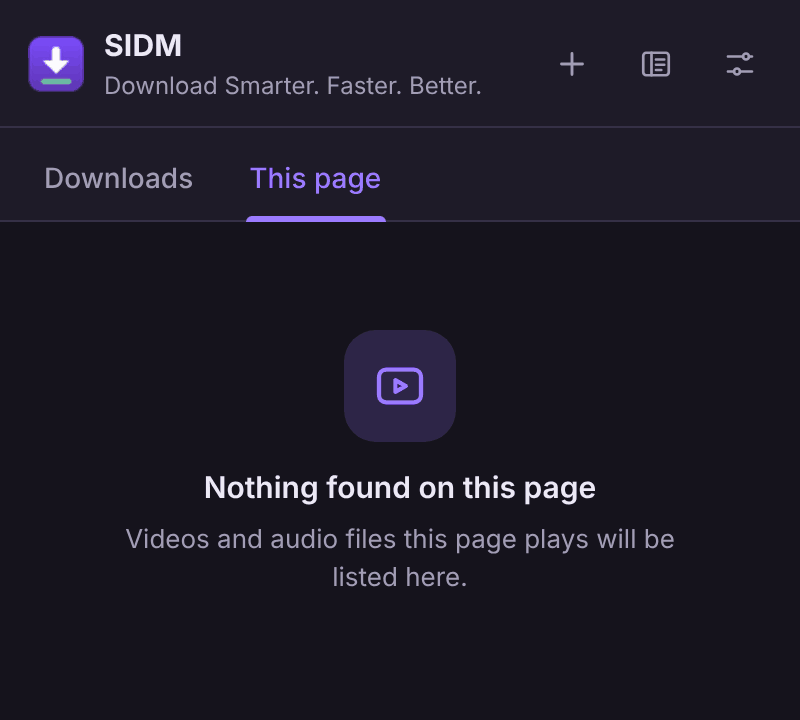 SIDM
Download Smarter. Faster. Better.
Downloads
This page
Nothing found on this page
Videos and audio files this page plays will be
listed here.